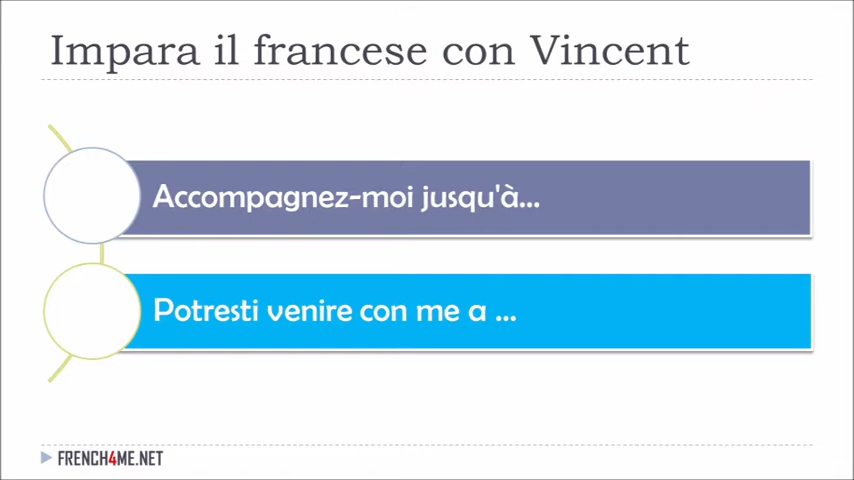 Impara il francese con Vincent
Accompagnez-moi jusqu'à...
Potresti venire con me a ...
FRENCH4ME.NET